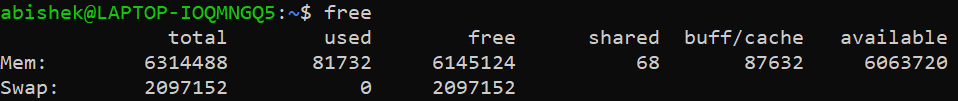 abishek@LAPTOP-IOQMNGQ5:~$ free
total used free shared buff/cache available
Mem: 6314488 81732 6145124 68 87632 6063720
Swap: 2097152 0 2097152